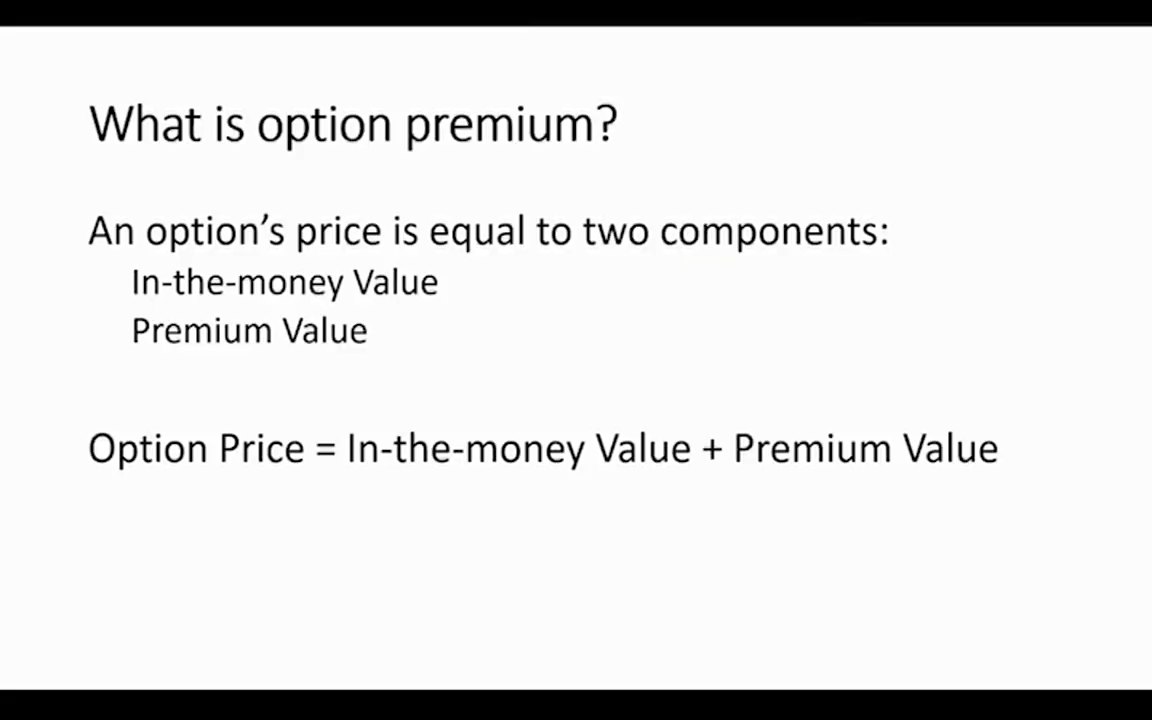 What is option premium?
An option’s price is equal to two components:
In-the-money Value
Premium Value
Option Price = In-the-money Value + Premium Value